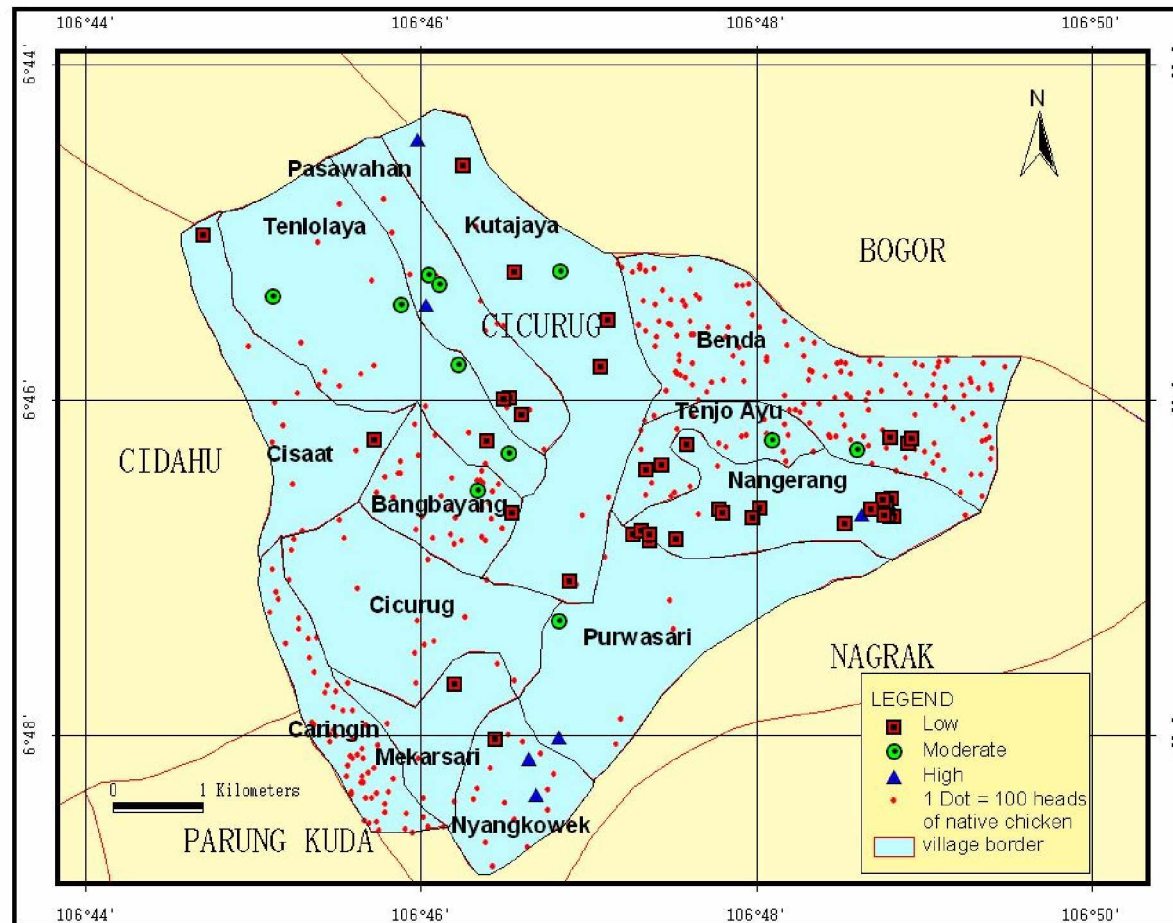 106°44'
106°46'
106°48'
106°50'
6°44'
N
Pasawahan
Tenlolaya
Kutajaya
BOGOR
CICURUG
Benda
6°46'
Tenjo Ayu
CIDAHU
Cisaat
Nangerang
Bangbayang
Cicurug
Purwasari
NAGRAK
LEGEND
Low
Moderate
High
1 Dot = 100 heads
of native chicken
village border
6°48'
Caringin
Mekarsari
0 1 Kilometers
Nyangkowek
PARUNG KUDA
106°44'
106°46'
106°48'
106°50'